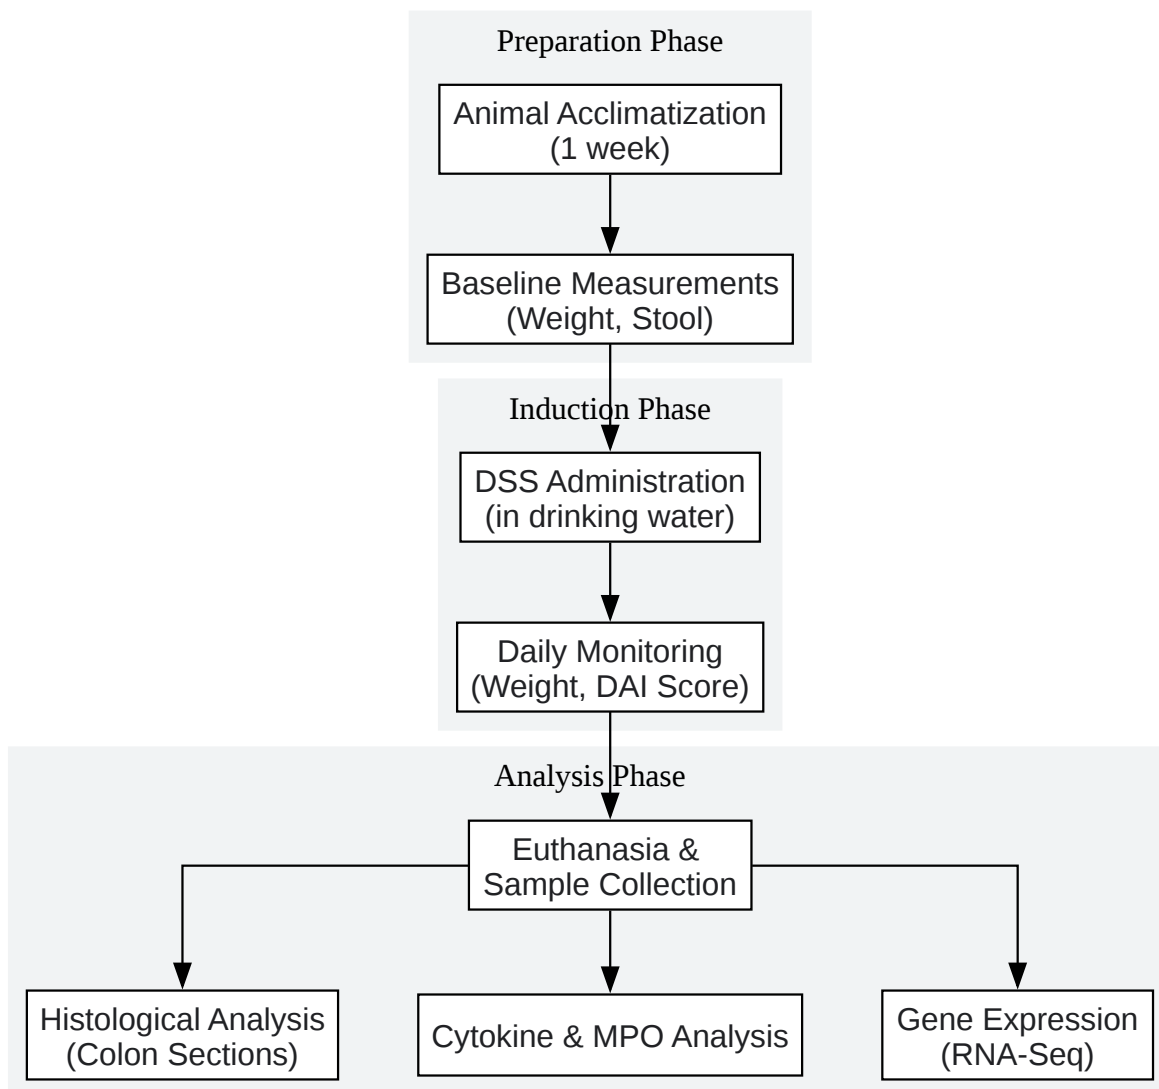 Preparation Phase
Animal Acclimatization
(1 week)
Baseline Measurements
(Weight, Stool)
Induction Phase
DSS Administration
(in drinking water)
Daily Monitoring
(Weight, DAI Score)
Analysis Phase
Euthanasia &
Sample Collection
Histological Analysis
(Colon Sections)
Cytokine & MPO Analysis
Gene Expression
(RNA-Seq)